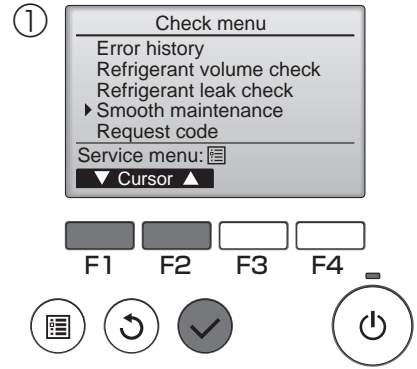 ①
Check menu
Error history
Refrigerant volume check
Refrigerant leak check
Smooth maintenance
Request code
Service menu:
▼ Cursor ▲
F1 F2 F3 F4